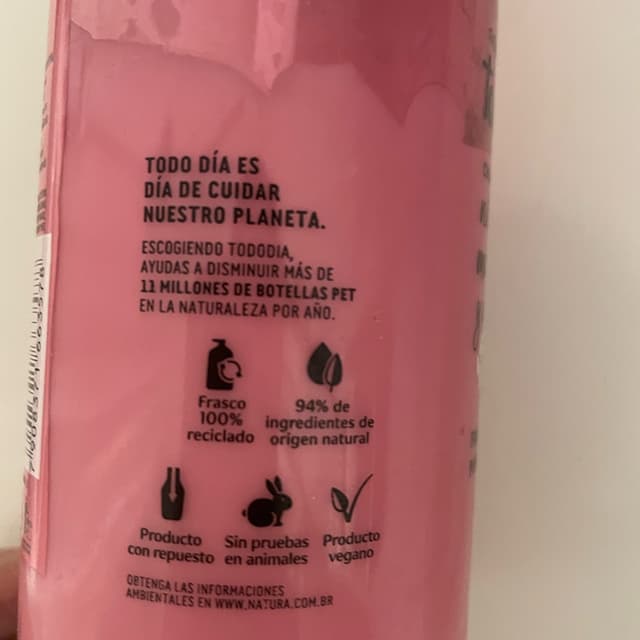 TODO DÍA ES
DÍA DE CUIDAR
NUESTRO PLANETA.
ESCOGIENDO TODODIA,
AYUDAS A DISMINUIR MÁS DE
11 MILLONES DE BOTELLAS PET
EN LA NATURALEZA POR AÑO.
Frasco
100%
reciclado
94% de
ingredientes de
origen natural
Producto
con repuesto
Sin pruebas
en animales
Producto
vegano
OBTENGA LAS INFORMACIONES
AMBIENTALES EN WWW.NATURA.COM.BR